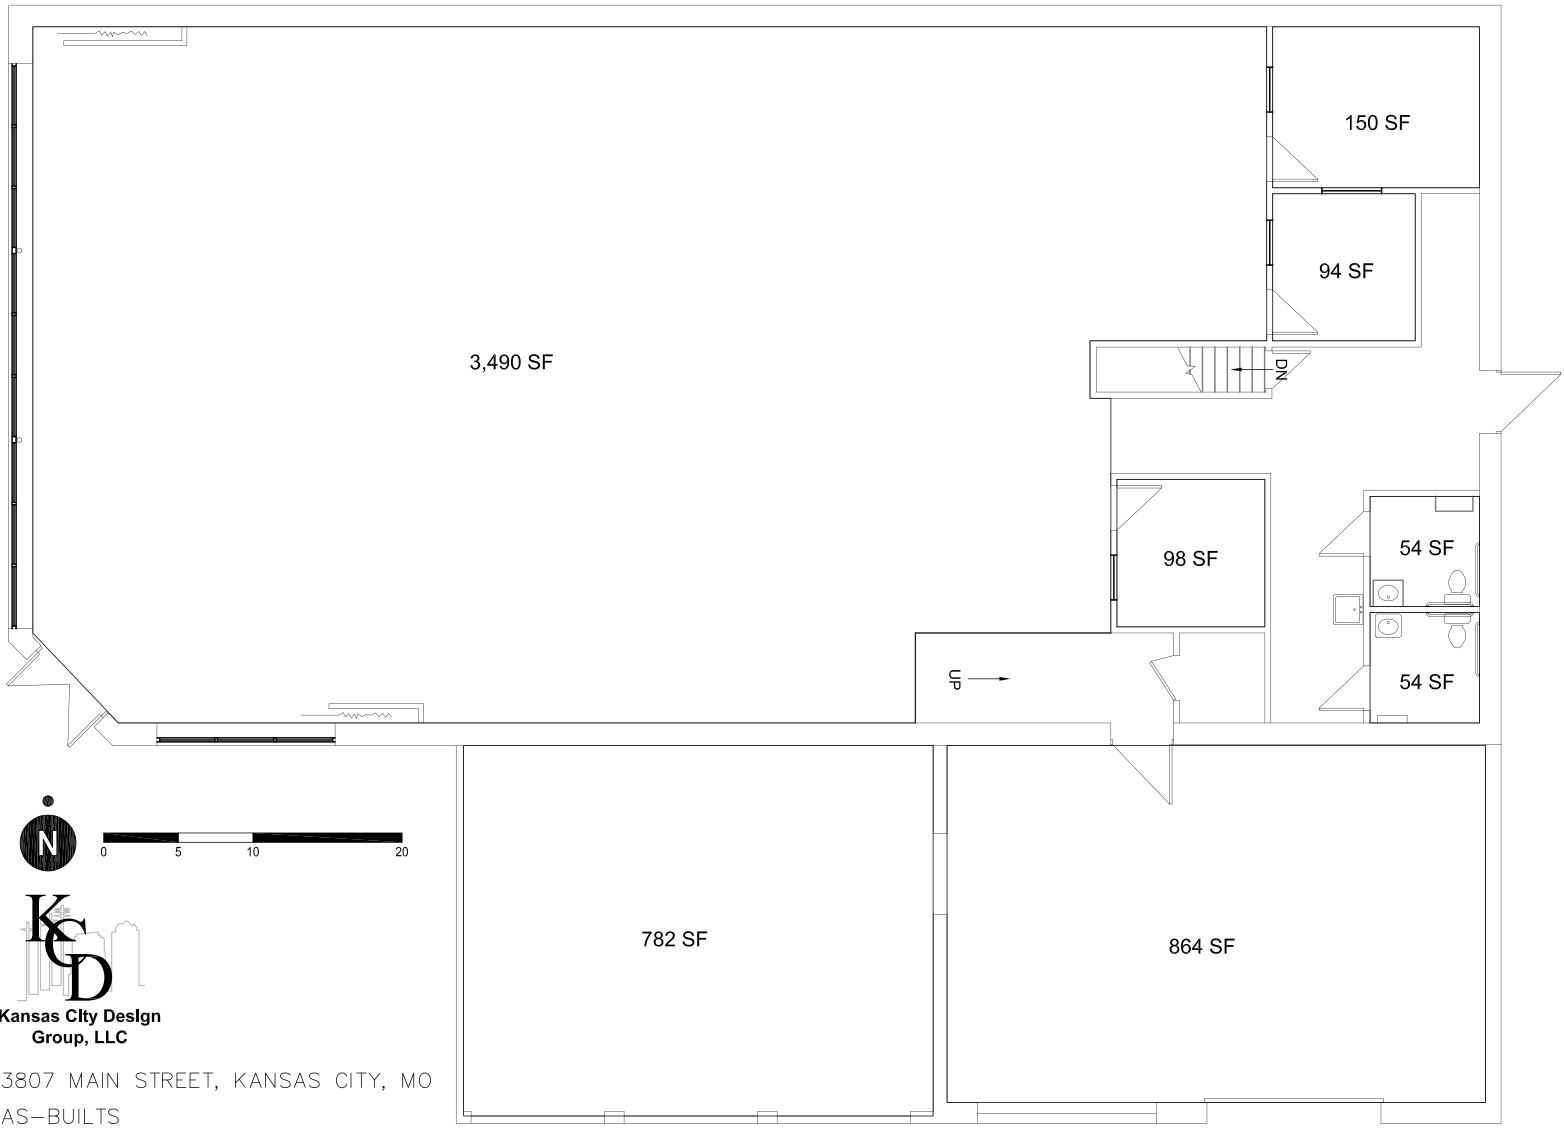 150 SF
94 SF
3,490 SF
DN
98 SF
54 SF
54 SF
UP
N
0 5 10 20
782 SF
864 SF
KCD
Kansas City Design
Group, LLC
3807 MAIN STREET, KANSAS CITY, MO
AS-BUILTS